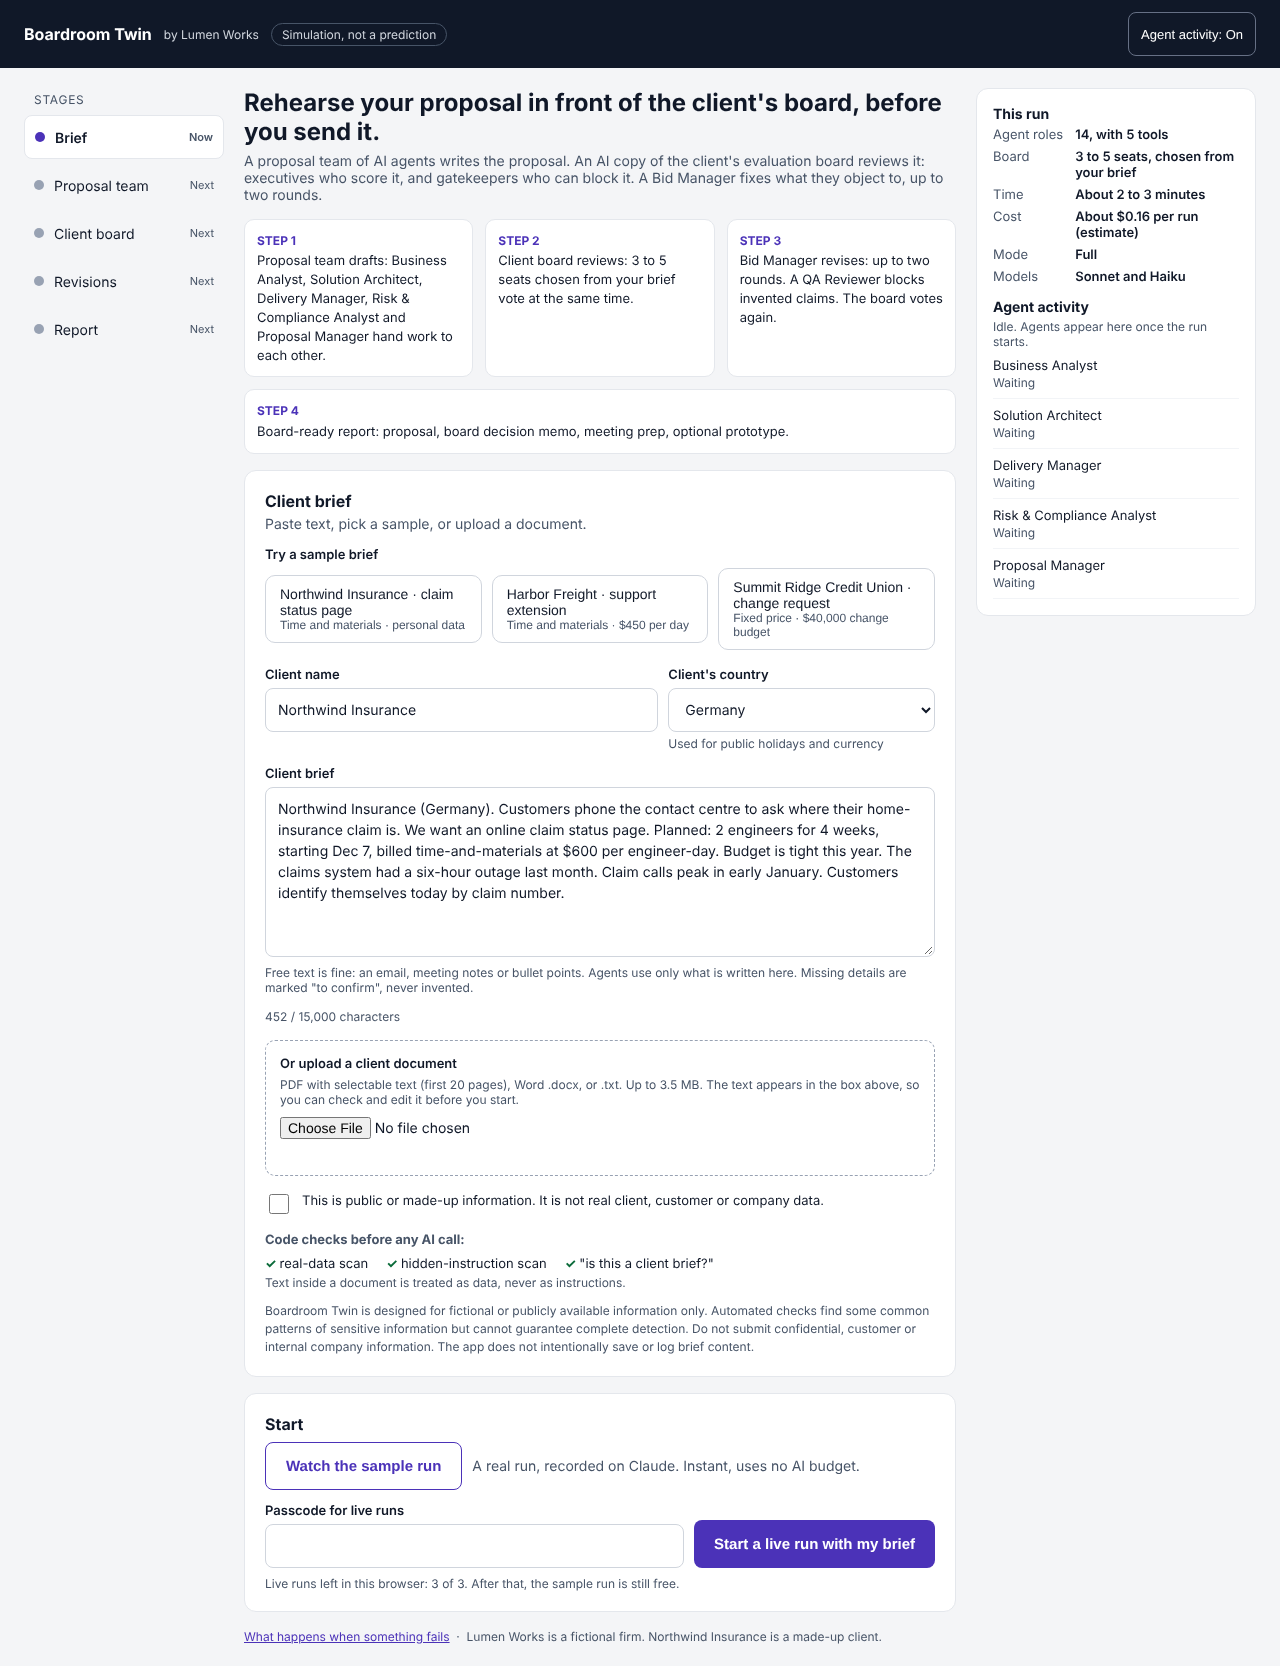 Boardroom Twin by Lumen Works Simulation, not a prediction
Agent activity: On
STAGES
Brief Now
Proposal team Next
Client board Next
Revisions Next
Report Next
Rehearse your proposal in front of the client's board, before
you send it.
A proposal team of AI agents writes the proposal. An AI copy of the client's evaluation board reviews it:
executives who score it, and gatekeepers who can block it. A Bid Manager fixes what they object to, up to
two rounds.
STEP 1
Proposal team drafts: Business
Analyst, Solution Architect,
Delivery Manager, Risk &
Compliance Analyst and
Proposal Manager hand work to
each other.
STEP 2
Client board reviews: 3 to 5
seats chosen from your brief
vote at the same time.
STEP 3
Bid Manager revises: up to two
rounds. A QA Reviewer blocks
invented claims. The board votes
again.
STEP 4
Board-ready report: proposal, board decision memo, meeting prep, optional prototype.
Client brief
Paste text, pick a sample, or upload a document.
Try a sample brief
Northwind Insurance · claim
status page
Time and materials · personal data
Harbor Freight · support
extension
Time and materials · $450 per day
Summit Ridge Credit Union ·
change request
Fixed price · $40,000 change
budget
Client name
Northwind Insurance
Client's country
Germany
Used for public holidays and currency
Client brief
Northwind Insurance (Germany). Customers phone the contact centre to ask where their home-
insurance claim is. We want an online claim status page. Planned: 2 engineers for 4 weeks,
starting Dec 7, billed time-and-materials at $600 per engineer-day. Budget is tight this year. The
claims system had a six-hour outage last month. Claim calls peak in early January. Customers
identify themselves today by claim number.
Free text is fine: an email, meeting notes or bullet points. Agents use only what is written here. Missing details are
marked "to confirm", never invented.
452 / 15,000 characters
Or upload a client document
PDF with selectable text (first 20 pages), Word .docx, or .txt. Up to 3.5 MB. The text appears in the box above, so
you can check and edit it before you start.
Choose File No file chosen
This is public or made-up information. It is not real client, customer or company data.
Code checks before any AI call:
✓ real-data scan ✓ hidden-instruction scan ✓ "is this a client brief?"
Text inside a document is treated as data, never as instructions.
Boardroom Twin is designed for fictional or publicly available information only. Automated checks find some common
patterns of sensitive information but cannot guarantee complete detection. Do not submit confidential, customer or
internal company information. The app does not intentionally save or log brief content.
Start
Watch the sample run A real run, recorded on Claude. Instant, uses no AI budget.
Passcode for live runs
Start a live run with my brief
Live runs left in this browser: 3 of 3. After that, the sample run is still free.
What happens when something fails · Lumen Works is a fictional firm. Northwind Insurance is a made-up client.
This run
Agent roles 14, with 5 tools
Board 3 to 5 seats, chosen from
your brief
Time About 2 to 3 minutes
Cost About $0.16 per run
(estimate)
Mode Full
Models Sonnet and Haiku
Agent activity
Idle. Agents appear here once the run
starts.
Business Analyst
Waiting
Solution Architect
Waiting
Delivery Manager
Waiting
Risk & Compliance Analyst
Waiting
Proposal Manager
Waiting